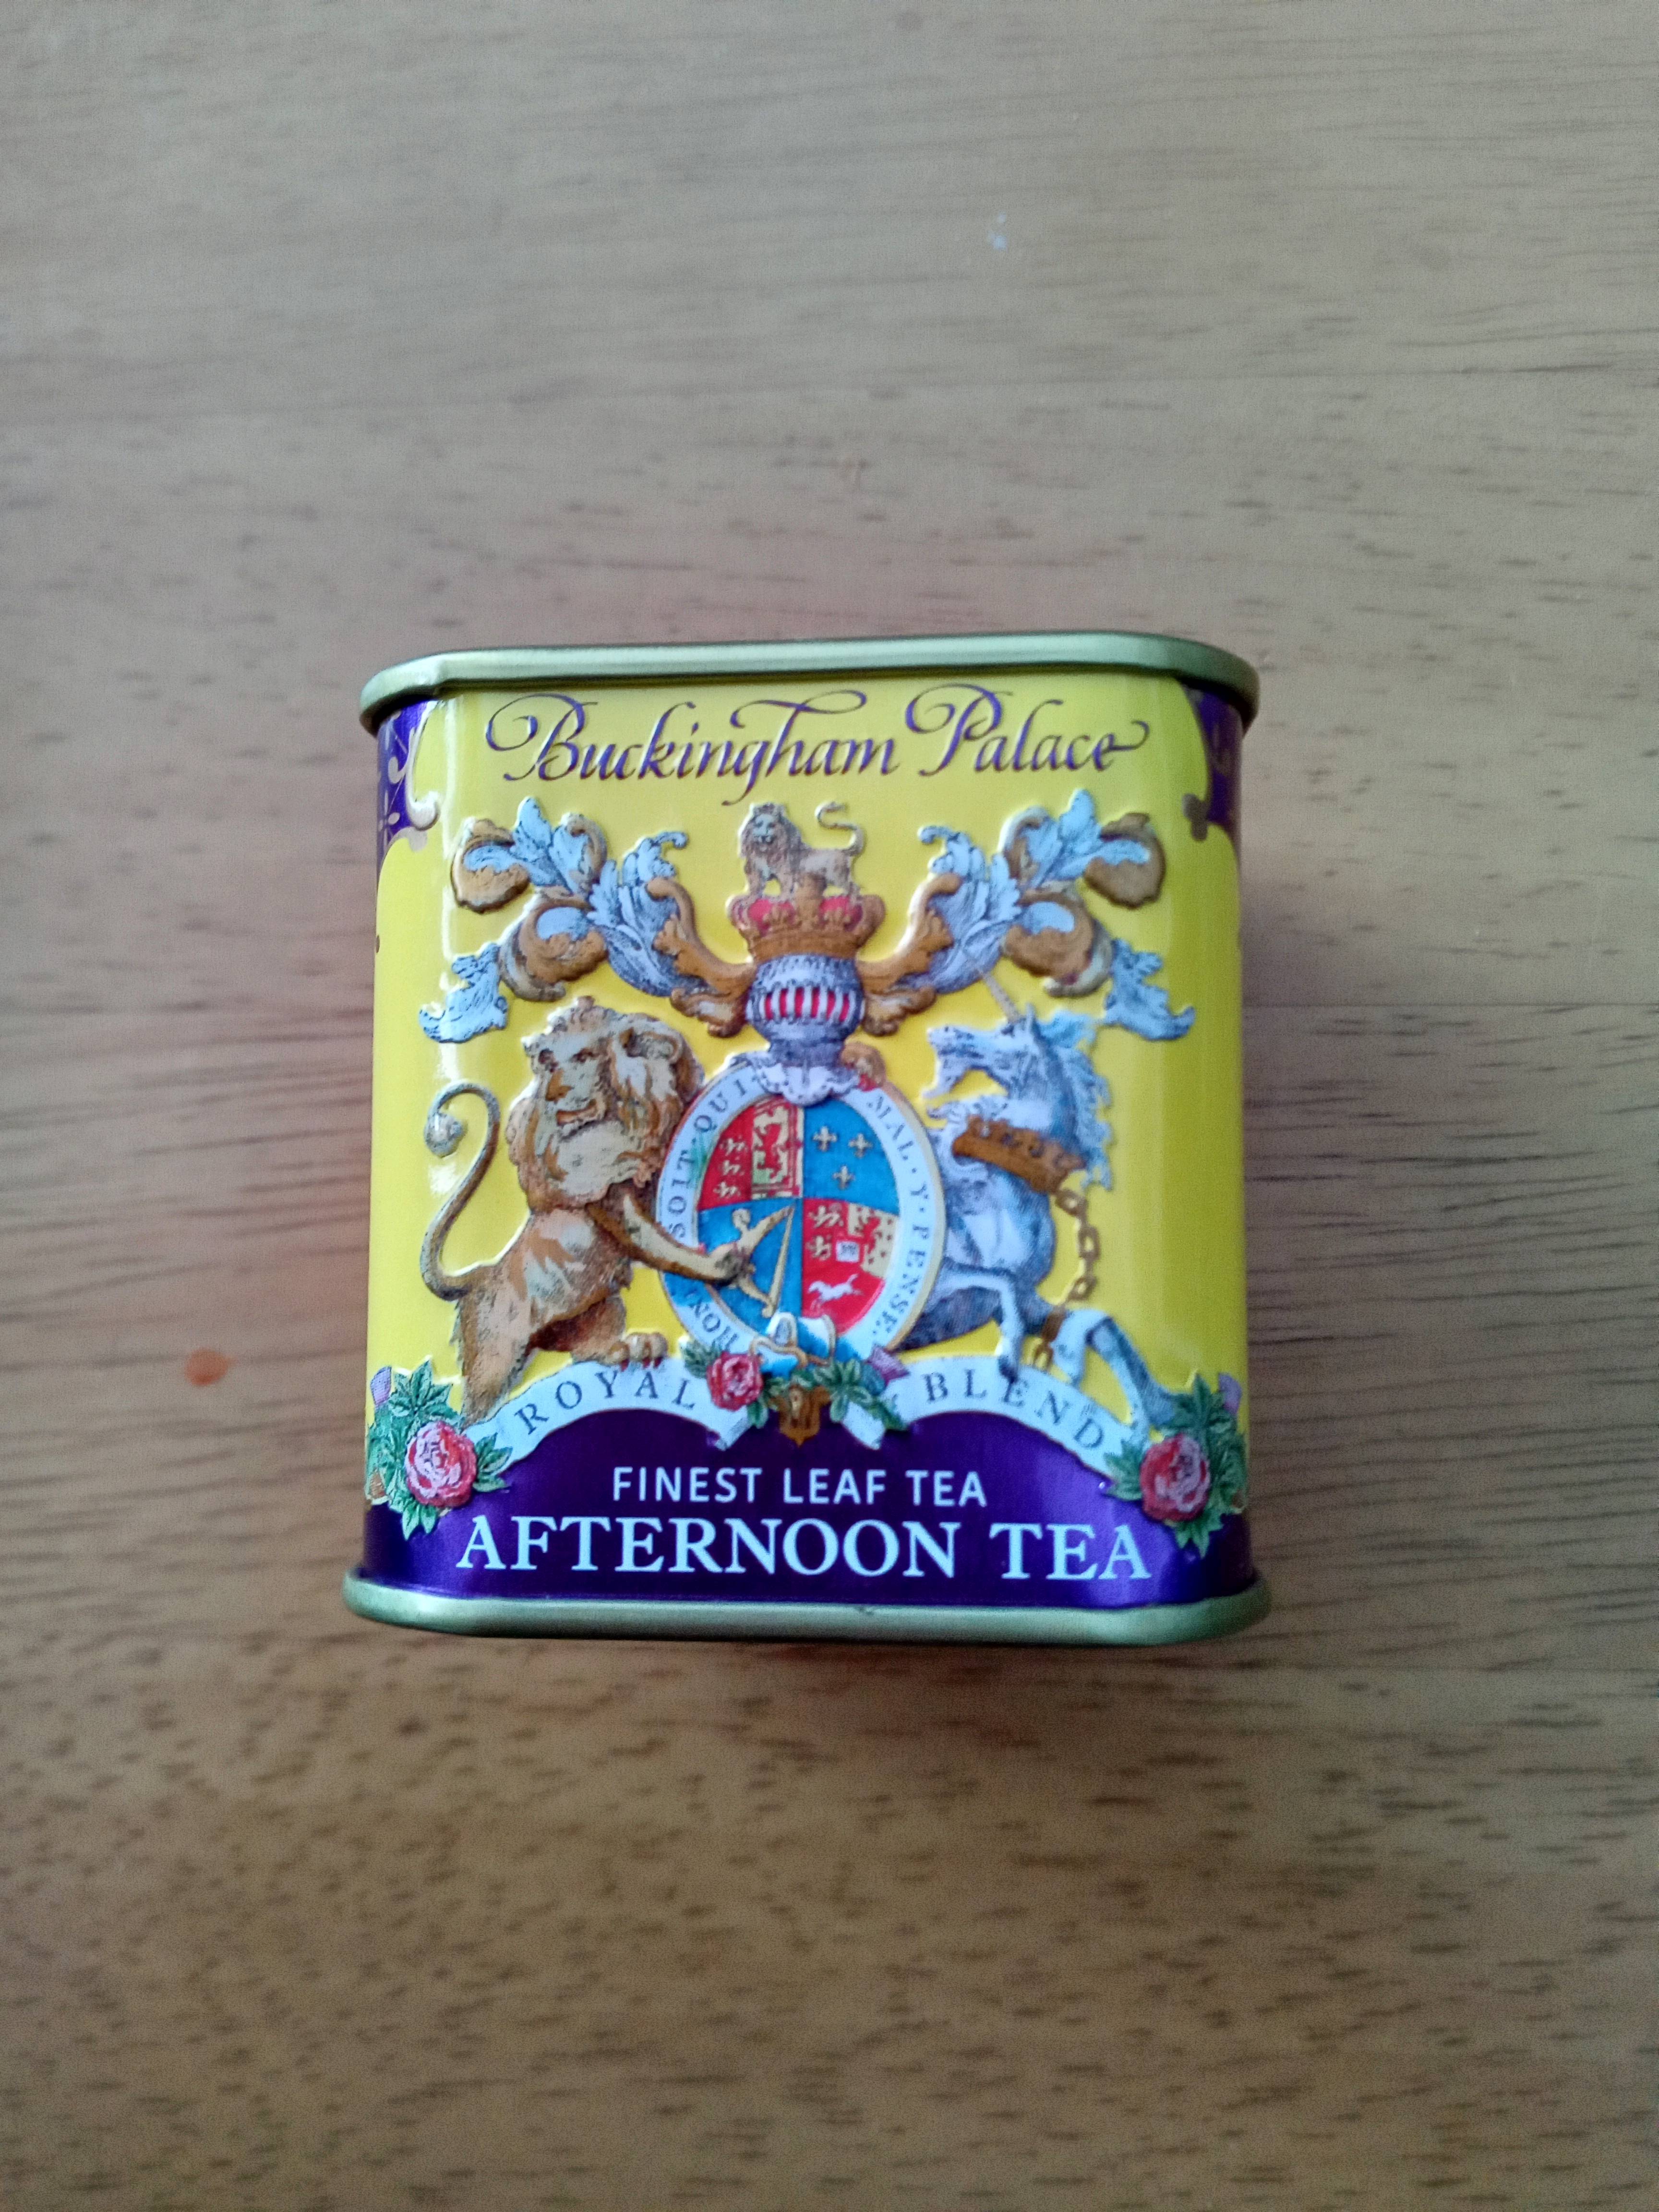 Buckingham Palace
HONI SOIT QUI MAL Y PENSE
ROYAL BLEND
FINEST LEAF TEA
AFTERNOON TEA